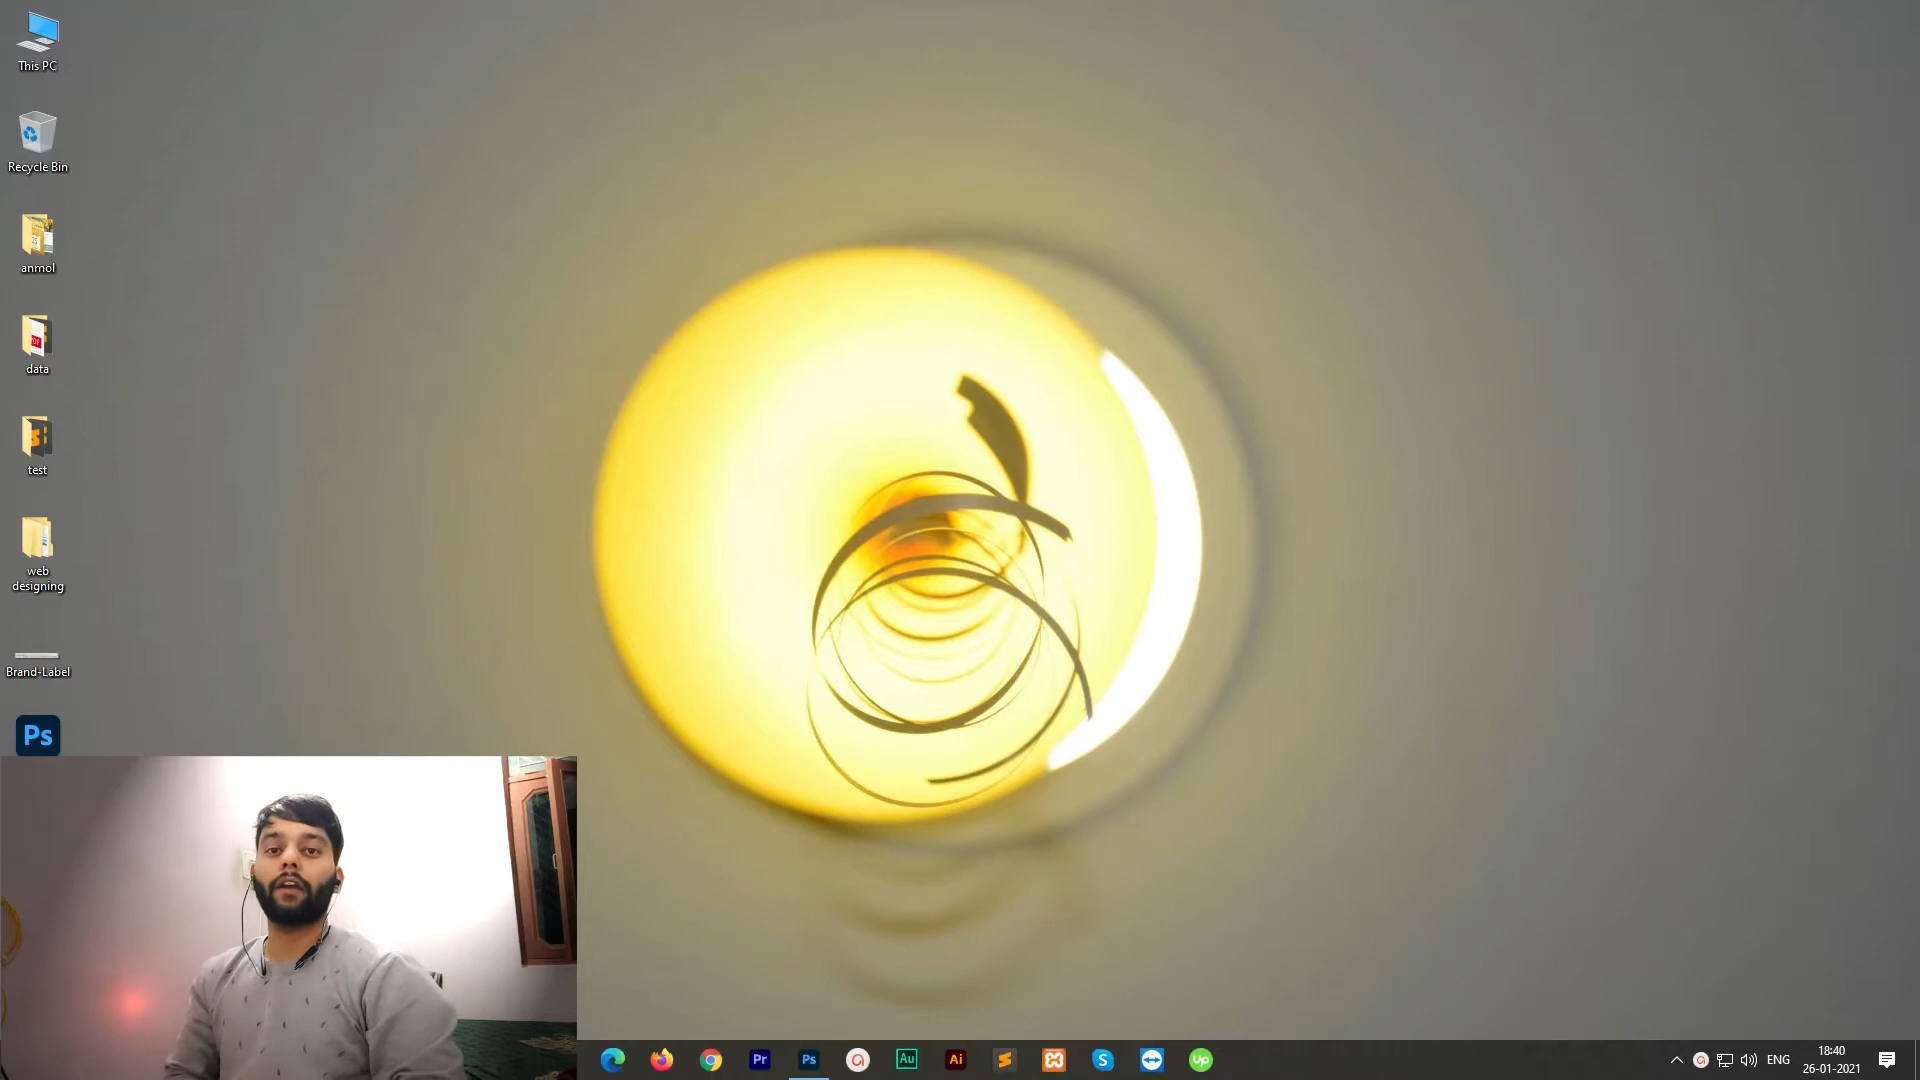 This PC
Recycle Bin
anmol
data
test
web
designing
Brand-Label
Ps
Pr
Ps
Au
Ai
S
Up
ENG
18:40
26-01-2021